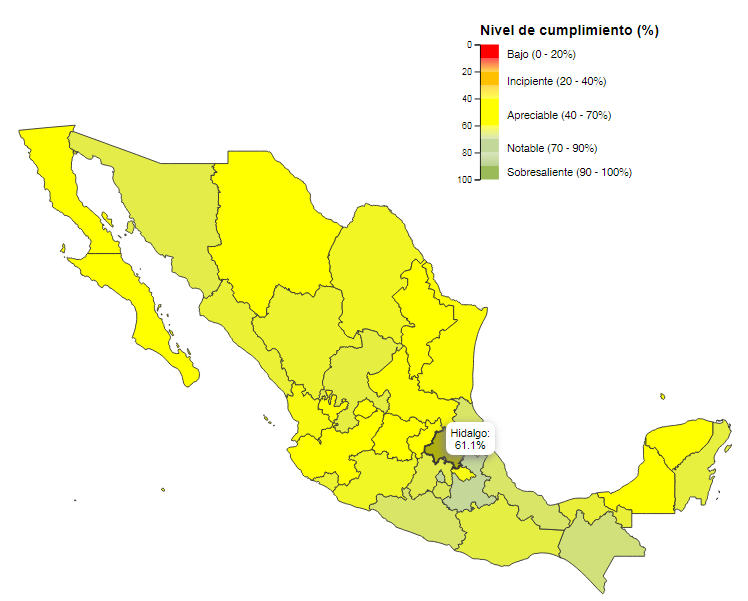 Nivel de cumplimiento (%)
0
Bajo (0 - 20%)
20
Incipiente (20 - 40%)
40
Apreciable (40 - 70%)
60
Notable (70 - 90%)
80
Sobresaliente (90 - 100%)
100
Hidalgo:
61.1%